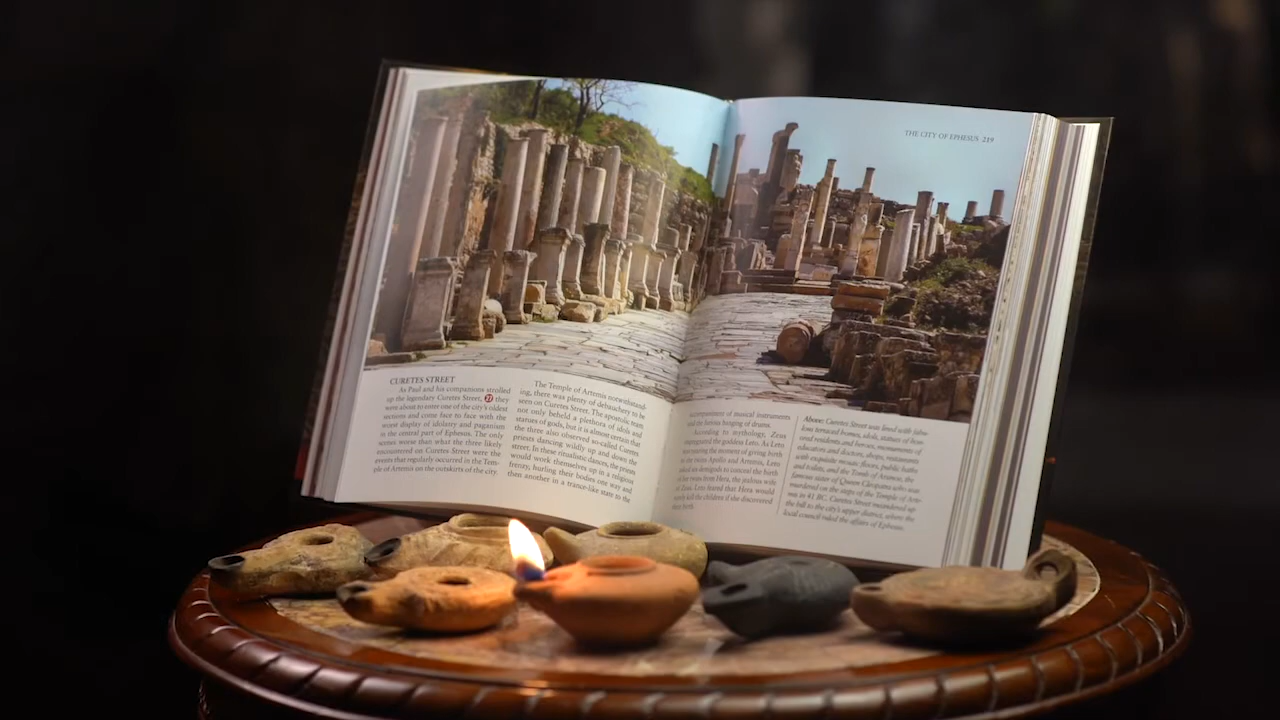 THE CITY OF EPHESUS 219
CURETES STREET
As Paul and his companions strolled
up the legendary Curetes Street, 21 they
were about to enter one of the city's oldest
sections and come face to face with the
worst display of idolatry and paganism
in the central part of Ephesus. The only
scenes worse than what the three likely
encountered on Curetes Street were the
events that regularly occurred in the Tem-
ple of Artemis on the outskirts of the city.
The Temple of Artemis notwithstand-
ing, there was plenty of debauchery to be
seen on Curetes Street. The apostolic team
not only beheld a plethora of idols and
statues of gods, but it is almost certain that
the three also observed so-called Curetes
priests dancing wildly up and down the
street. In these ritualistic dances, the priests
would work themselves up in a religious
frenzy, hurling their bodies one way and
then another in a trance-like state to the
accompaniment of musical instruments
and the furious banging of drums.
According to mythology, Zeus
impregnated the goddess Leto. As Leto
was nearing the moment of giving birth
to the twins Apollo and Artemis, Leto
asked six demigods to conceal the birth
of her twins from Hera, the jealous wife
of Zeus. Leto feared that Hera would
surely kill the children if she discovered
their birth.
Above: Curetes Street was lined with fabu-
lous terraced homes, idols, statues of hon-
ored residents and heroes, monuments of
educators and doctors, shops, restaurants
with exquisite mosaic floors, public baths
and toilets, and the Tomb of Arsinoe, the
famous sister of Queen Cleopatra who was
murdered on the steps of the Temple of Arte-
mis in 41 BC. Curetes Street meandered up
the hill to the city's upper district, where the
local council ruled the affairs of Ephesus.